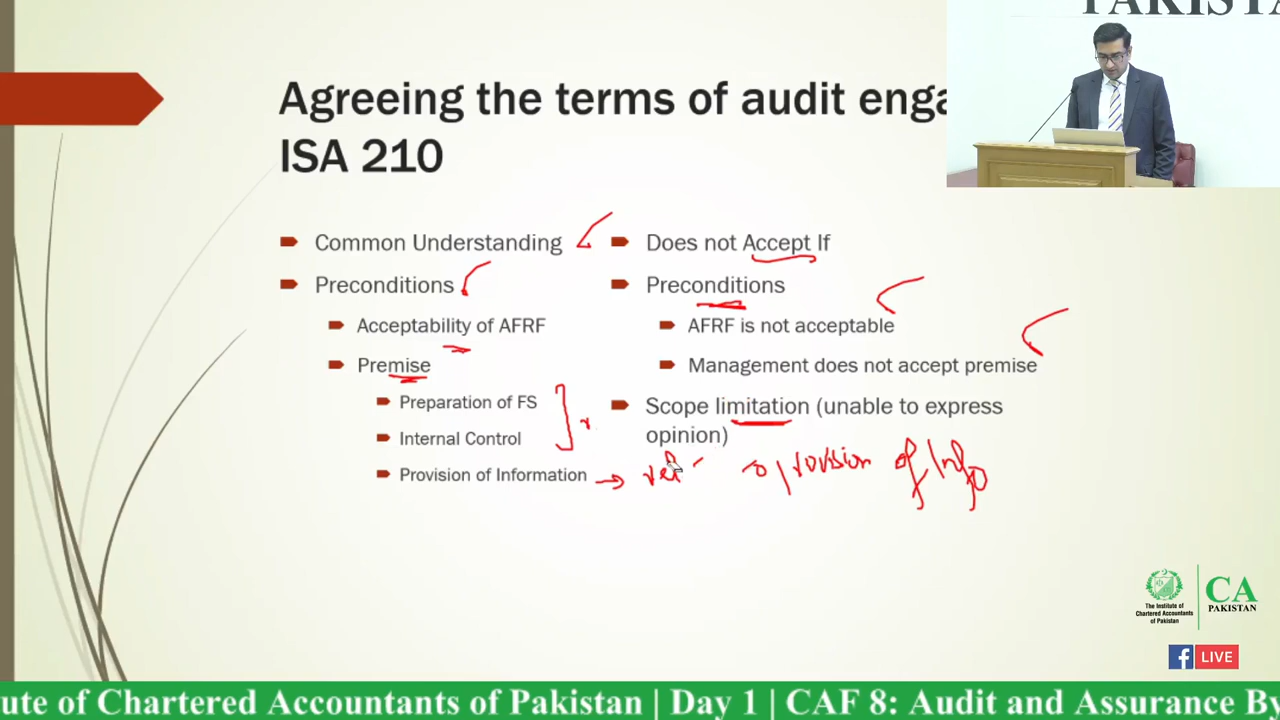 PAKISTA
Agreeing the terms of audit enga
ISA 210
Common Understanding
Preconditions
Acceptability of AFRF
Premise
Preparation of FS
Internal Control
Provision of Information
Does not Accept If
Preconditions
AFRF is not acceptable
Management does not accept premise
Scope limitation (unable to express
opinion)
provision of Info
The Institute of
Chartered Accountants
of Pakistan
CA
PAKISTAN
f LIVE
ute of Chartered Accountants of Pakistan | Day 1 | CAF 8: Audit and Assurance By